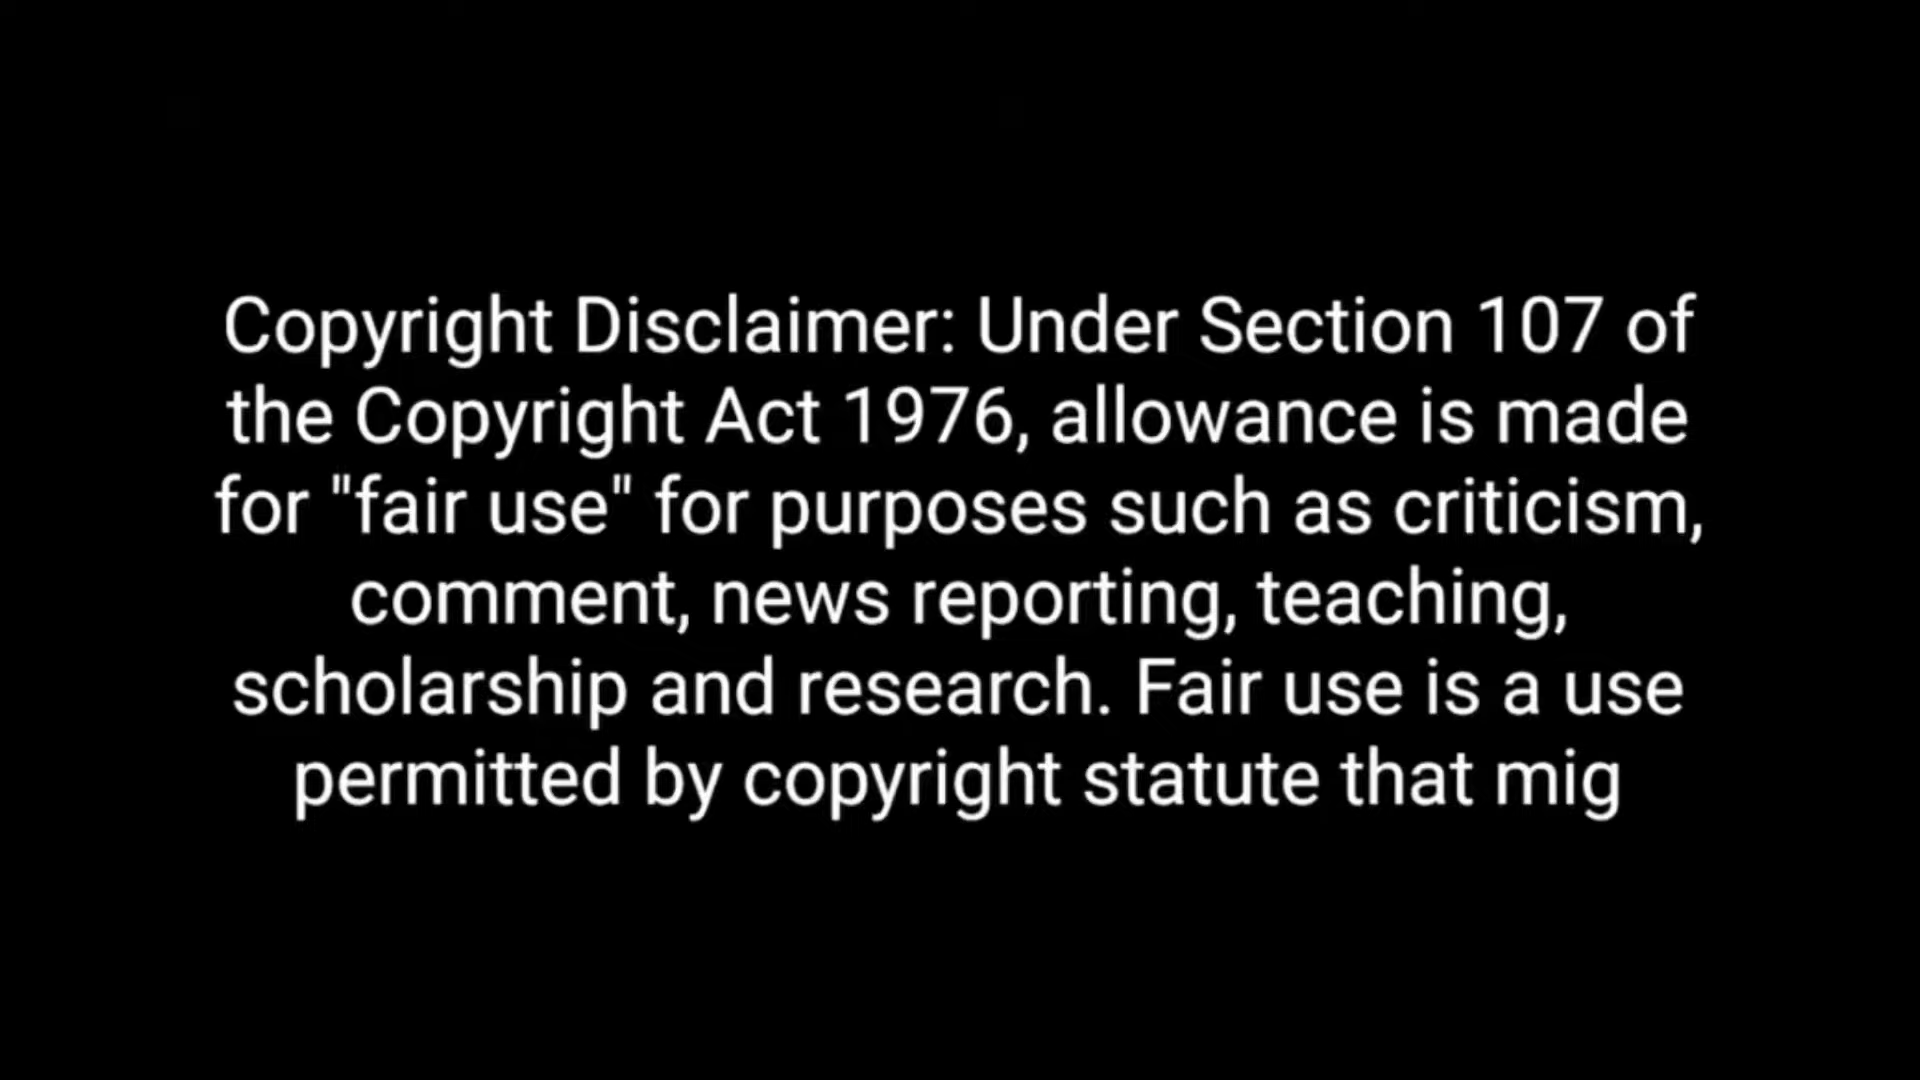 Copyright Disclaimer: Under Section 107 of
the Copyright Act 1976, allowance is made
for "fair use" for purposes such as criticism,
comment, news reporting, teaching,
scholarship and research. Fair use is a use
permitted by copyright statute that mig